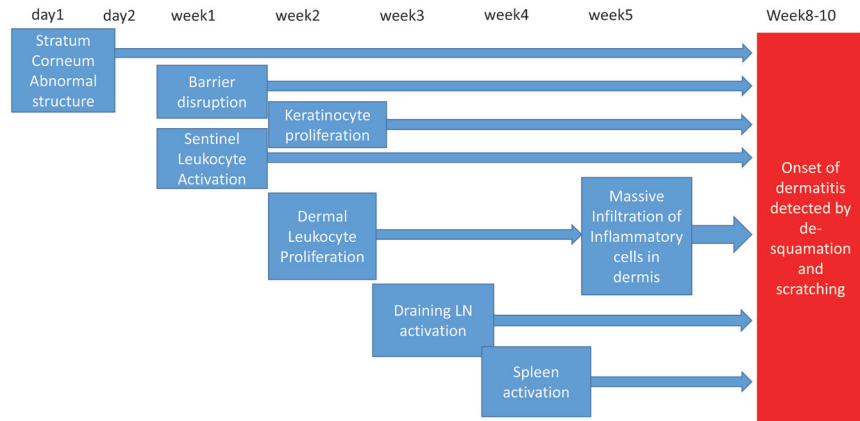 day1 day2 week1 week2 week3 week4 week5 Week8-10
Stratum
Corneum
Abnormal
structure
Barrier
disruption
Keratinocyte
proliferation
Sentinel
Leukocyte
Activation
Dermal
Leukocyte
Proliferation
Massive
Infiltration of
Inflammatory
cells in
dermis
Draining LN
activation
Spleen
activation
Onset of
dermatitis
detected by
de-
squamation
and
scratching